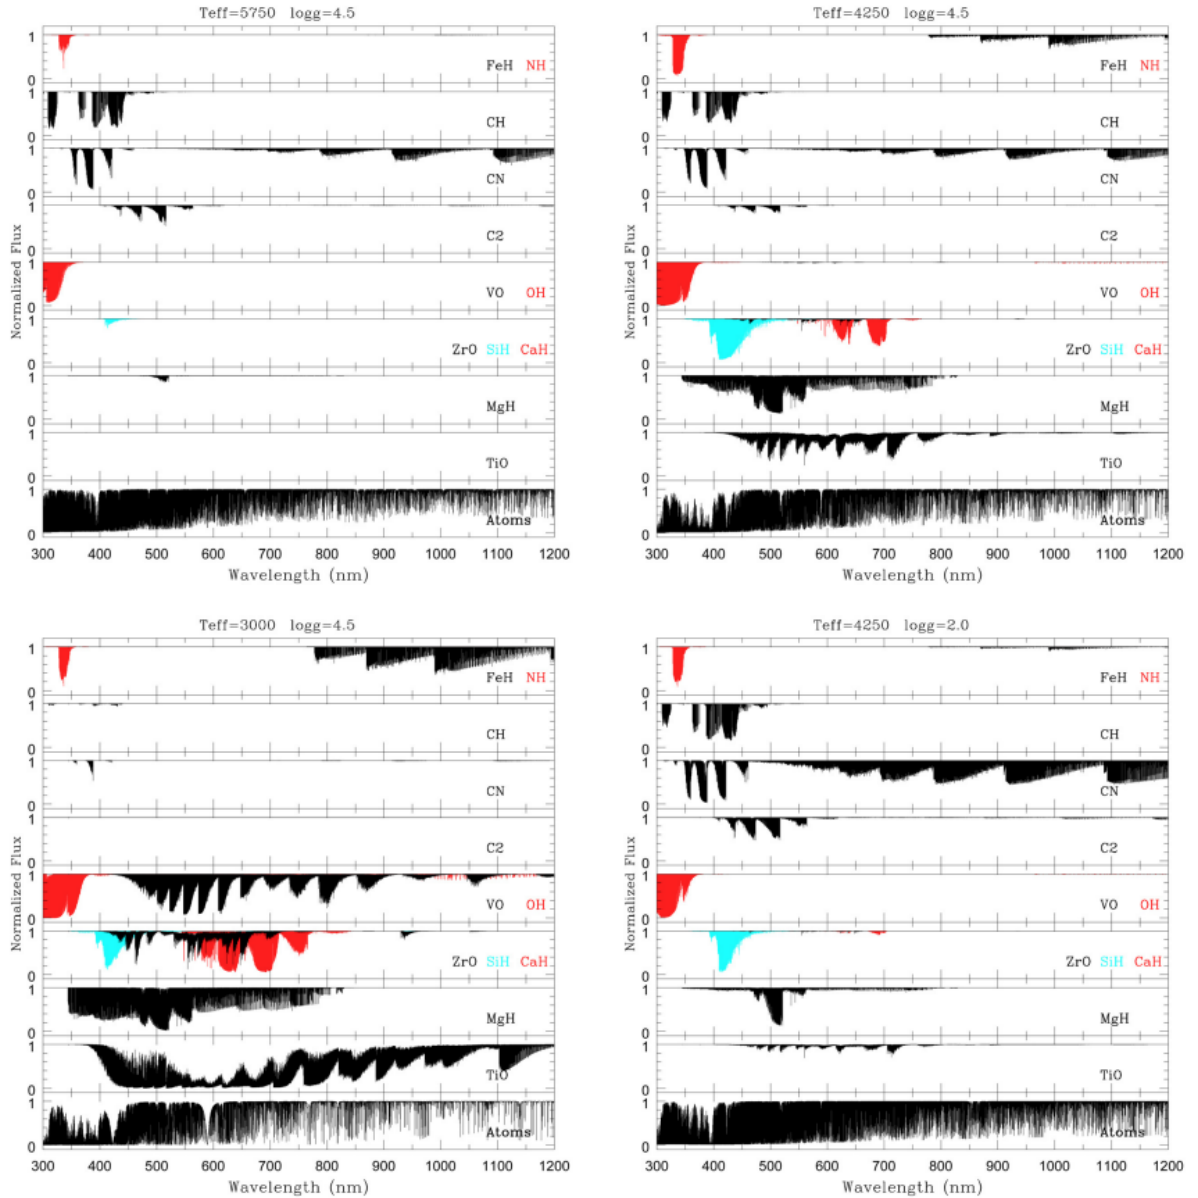 Teff=5750 logg=4.5
1
0
FeH NH
1
0
CH
1
0
CN
1
0
C2
1
0
VO OH
1
0
ZrO SiH CaH
1
0
MgH
1
0
TiO
1
0
Atoms
300 400 500 600 700 800 900 1000 1100 1200
Wavelength (nm)
Normalized Flux
Teff=4250 logg=4.5
1
0
FeH NH
1
0
CH
1
0
CN
1
0
C2
1
0
VO OH
1
0
ZrO SiH CaH
1
0
MgH
1
0
TiO
1
0
Atoms
300 400 500 600 700 800 900 1000 1100 1200
Wavelength (nm)
Normalized Flux
Teff=3000 logg=4.5
1
0
FeH NH
1
0
CH
1
0
CN
1
0
C2
1
0
VO OH
1
0
ZrO SiH CaH
1
0
MgH
1
0
TiO
1
0
Atoms
300 400 500 600 700 800 900 1000 1100 1200
Wavelength (nm)
Normalized Flux
Teff=4250 logg=2.0
1
0
FeH NH
1
0
CH
1
0
CN
1
0
C2
1
0
VO OH
1
0
ZrO SiH CaH
1
0
MgH
1
0
TiO
1
0
Atoms
300 400 500 600 700 800 900 1000 1100 1200
Wavelength (nm)
Normalized Flux